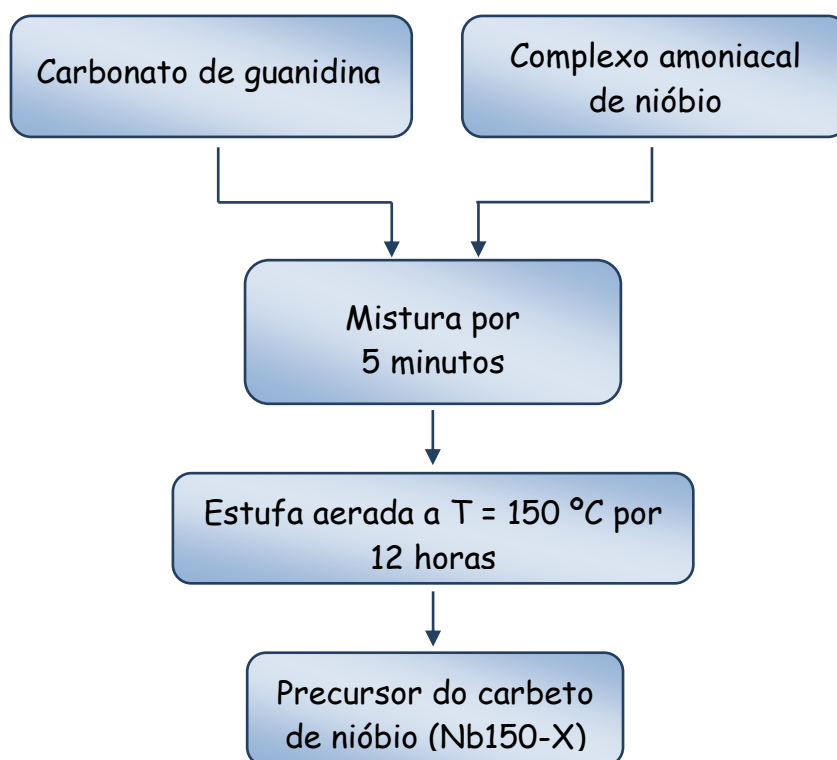 Carbonato de guanidina
Complexo amoniacal
de nióbio
Mistura por
5 minutos
Estufa aerada a T = 150 ºC por
12 horas
Precursor do carbeto
de nióbio (Nb150-X)